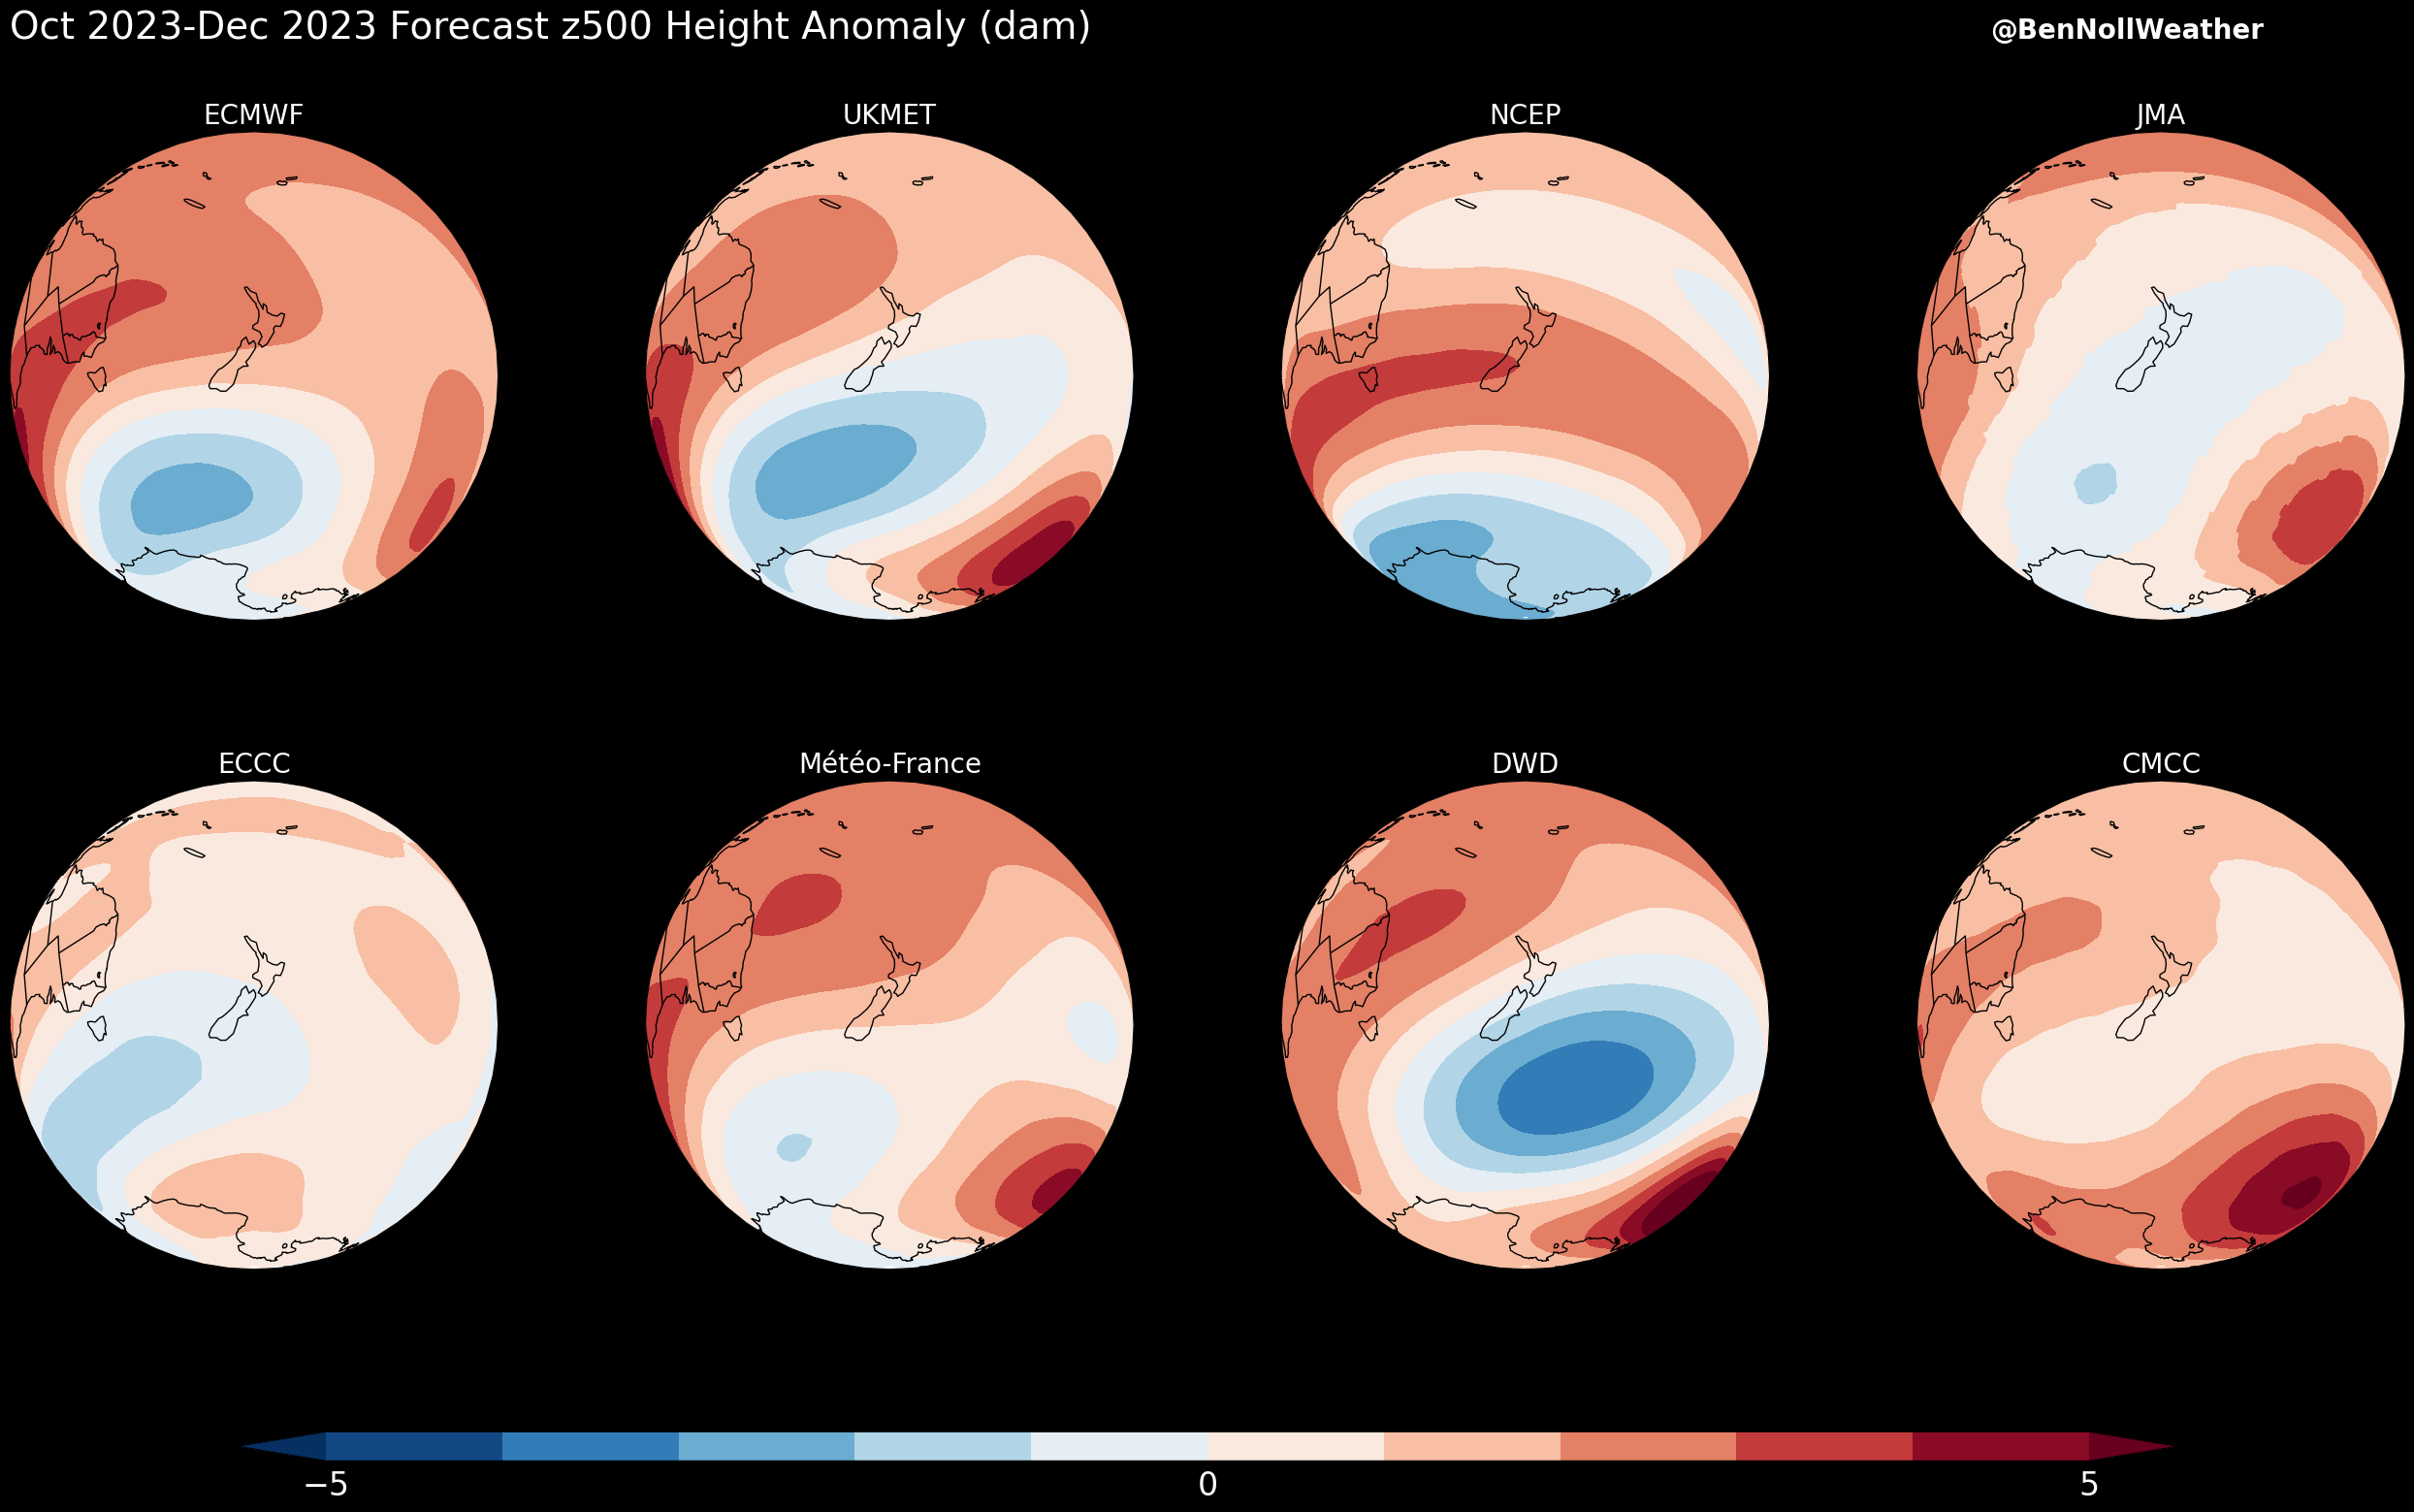 Oct 2023-Dec 2023 Forecast z500 Height Anomaly (dam)
@BenNollWeather
ECMWF
UKMET
NCEP
JMA
ECCC
Météo-France
DWD
CMCC
−5
0
5